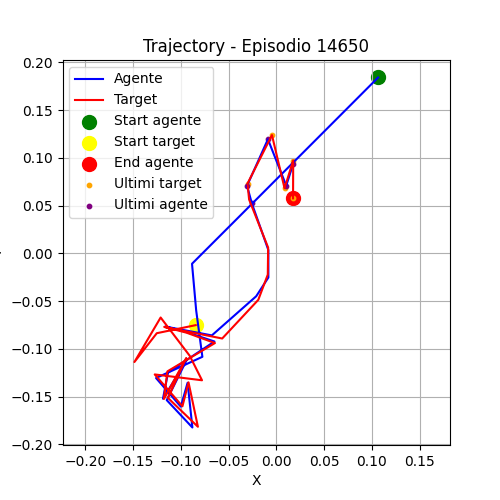 Trajectory - Episodio 14650
Agente
Target
Start agente
Start target
End agente
Ultimi target
Ultimi agente
0.20
0.15
0.10
0.05
0.00
−0.05
−0.10
−0.15
−0.20
−0.20 −0.15 −0.10 −0.05 0.00 0.05 0.10 0.15
X